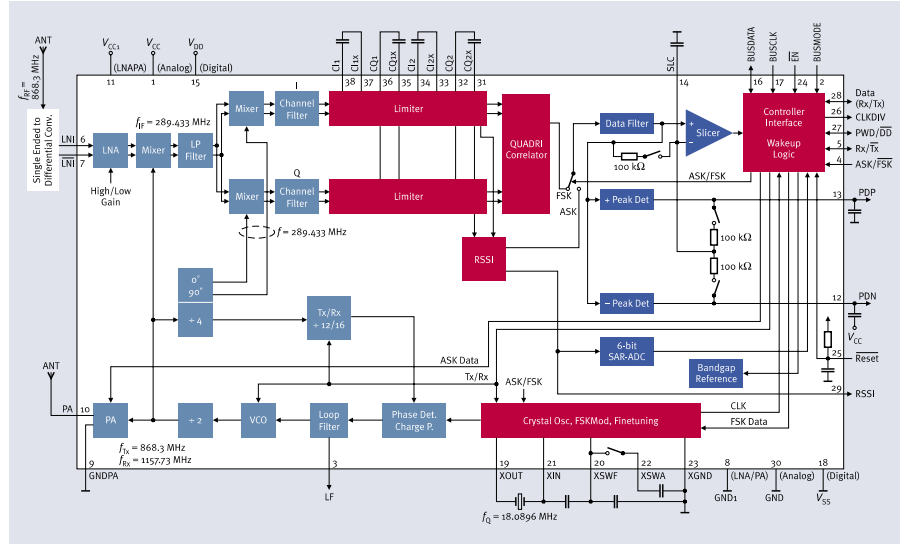 ANT
VCC1
VCC
VDD
(LNAPA)
(Analog)
(Digital)
11
1
15
CI1
CI1x
CQ1
CQ1x
CI2
CI2x
CQ2
CQ2x
38
37
36
35
34
33
32
31
SLC
14
BUSDATA
BUSCLK
EN
BUSMODE
16
17
24
2
fRF =
868.3 MHz
Single Ended to
Differential Conv.
LNI
6
LNI
7
LNA
Mixer
fIF = 289.433 MHz
LP
Filter
High/Low
Gain
Mixer
I
Channel
Filter
Limiter
Mixer
Q
Channel
Filter
Limiter
f = 289.433 MHz
QUADRI
Correlator
RSSI
FSK
ASK
ASK/FSK
Data Filter
100 kΩ
Slicer
+
−
Controller
Interface
Wakeup
Logic
28
Data
(Rx/Tx)
26
CLKDIV
27
PWD/DD
5
Rx/Tx
4
ASK/FSK
+ Peak Det
100 kΩ
100 kΩ
− Peak Det
13
PDP
12
PDN
VCC
25
Reset
29
RSSI
0°
90°
÷ 4
Tx/Rx
÷ 12/16
6-bit
SAR-ADC
Bandgap
Reference
ASK Data
Tx/Rx
ASK/FSK
ANT
PA
10
PA
÷ 2
VCO
Loop
Filter
Phase Det.
Charge P.
Crystal Osc, FSKMod, Finetuning
CLK
FSK Data
fTx = 868.3 MHz
fRx = 1157.73 MHz
9
GNDPA
3
LF
19
XOUT
21
XIN
20
XSWF
22
XSWA
23
XGND
8
(LNA/PA)
GND1
30
(Analog)
GND
18
(Digital)
VSS
fQ = 18.0896 MHz